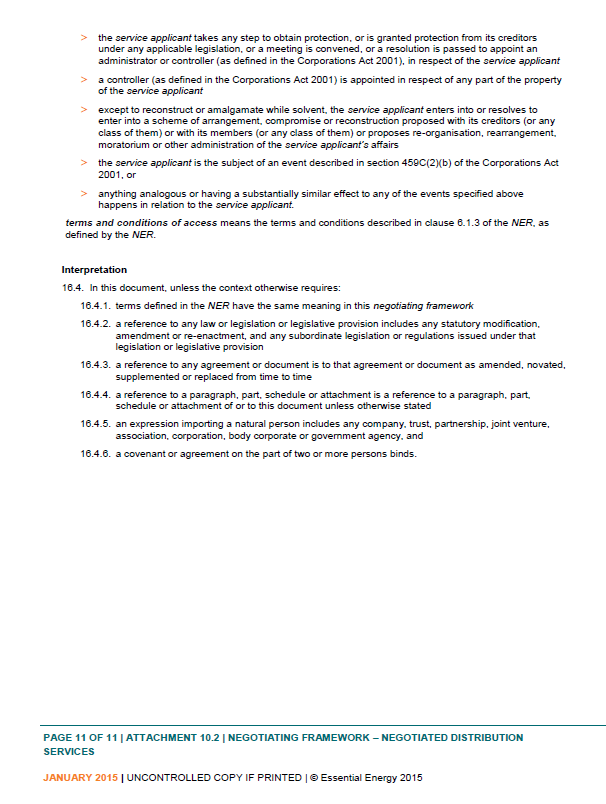 > the service applicant takes any step to obtain protection, or is granted protection from its creditors
under any applicable legislation, or a meeting is convened, or a resolution is passed to appoint an
administrator or controller (as defined in the Corporations Act 2001), in respect of the service applicant
> a controller (as defined in the Corporations Act 2001) is appointed in respect of any part of the property
of the service applicant
> except to reconstruct or amalgamate while solvent, the service applicant enters into or resolves to
enter into a scheme of arrangement, compromise or reconstruction proposed with its creditors (or any
class of them) or with its members (or any class of them) or proposes re-organisation, rearrangement,
moratorium or other administration of the service applicant's affairs
> the service applicant is the subject of an event described in section 459C(2)(b) of the Corporations Act
2001, or
> anything analogous or having a substantially similar effect to any of the events specified above
happens in relation to the service applicant.
terms and conditions of access means the terms and conditions described in clause 6.1.3 of the NER, as
defined by the NER.
Interpretation
16.4. In this document, unless the context otherwise requires:
16.4.1. terms defined in the NER have the same meaning in this negotiating framework
16.4.2. a reference to any law or legislation or legislative provision includes any statutory modification,
amendment or re-enactment, and any subordinate legislation or regulations issued under that
legislation or legislative provision
16.4.3. a reference to any agreement or document is to that agreement or document as amended, novated,
supplemented or replaced from time to time
16.4.4. a reference to a paragraph, part, schedule or attachment is a reference to a paragraph, part,
schedule or attachment of or to this document unless otherwise stated
16.4.5. an expression importing a natural person includes any company, trust, partnership, joint venture,
association, corporation, body corporate or government agency, and
16.4.6. a covenant or agreement on the part of two or more persons binds.
PAGE 11 OF 11 | ATTACHMENT 10.2 | NEGOTIATING FRAMEWORK – NEGOTIATED DISTRIBUTION
SERVICES
JANUARY 2015 | UNCONTROLLED COPY IF PRINTED | © Essential Energy 2015